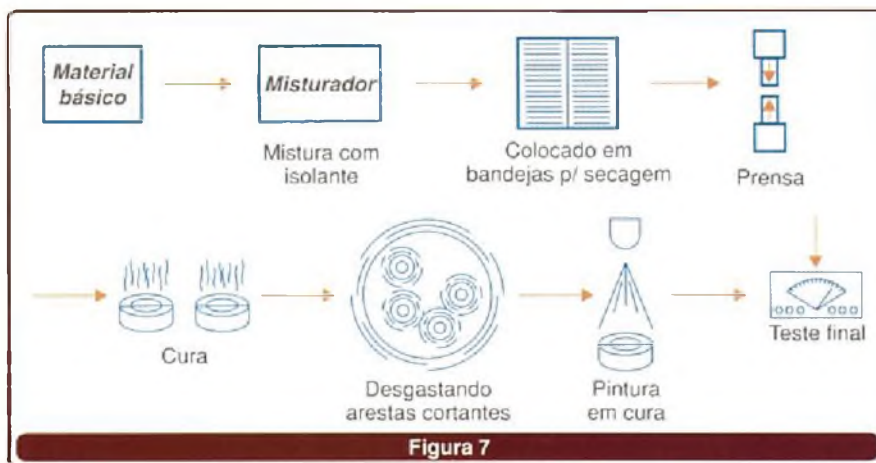 Material
básico
Misturador
Mistura com
isolante
Colocado em
bandejas p/ secagem
Prensa
Cura
Desgastando
arestas cortantes
Pintura
em cura
Teste final
Figura 7